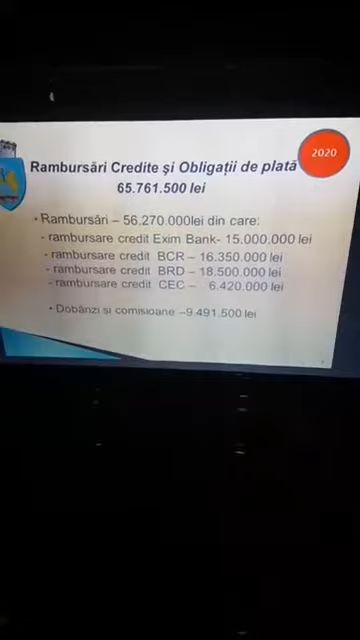 2020
Rambursări Credite şi Obligaţii de plată
65.761.500 lei
• Rambursări – 56.270.000lei din care:
- rambursare credit Exim Bank- 15.000.000 lei
- rambursare credit BCR – 16.350.000 lei
- rambursare credit BRD – 18.500.000 lei
- rambursare credit CEC – 6.420.000 lei
• Dobânzi si comisioane –9.491.500 lei